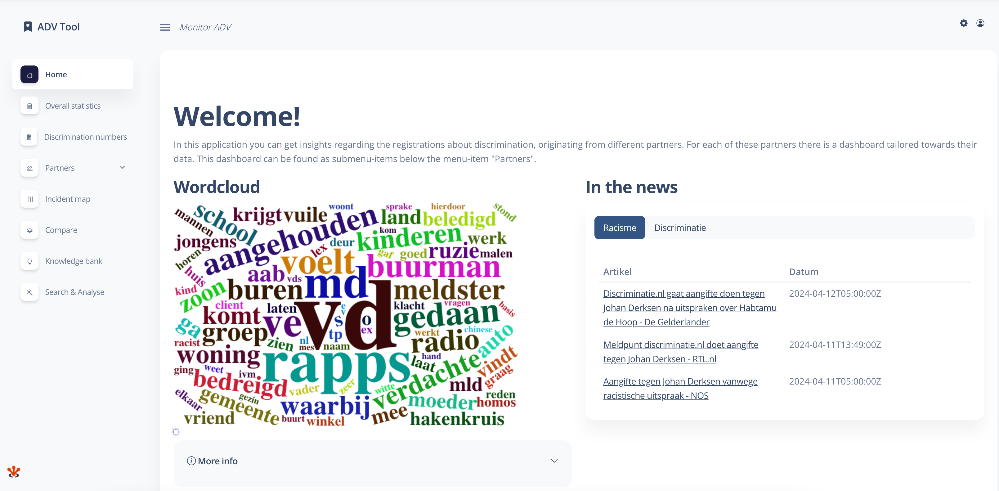 ADV Tool
Monitor ADV
Home
Overall statistics
Discrimination numbers
Partners
Incident map
Compare
Knowledge bank
Search & Analyse
Welcome!
In this application you can get insights regarding the registrations about discrimination, originating from different partners. For each of these partners there is a dashboard tailored towards their
data. This dashboard can be found as submenu-items below the menu-item "Partners".
Wordcloud
woont
sprake
hierdoor
stond
mannen
school
krijgt
vuile
aangehouden
land
beledigd
kom
jongens
deur
kinderen
werk
horen
lex
voelt
gaf
goed
ruzie
malen
huis
aab
vds
md
buurman
kind
zoon
buren
vd
meldster
client
laten
e
v
klacht
vragen
basis
komt
ve
s
o
gedaan
ga
groep
tp
ex
werkt
chinese
auto
racist
zien
nl
mes
naam
radio
woning
rapps
hand
laat
vindt
ging
weet
ivm
verdachte
graag
bedreigd
vader
zeer
witte
mld
elkaar
gemeente
gezin
waarbij
moeder
reden
homos
vriend
buurt
winkel
mee
hakenkruis
More info
In the news
Racisme
Discriminatie
Artikel
Datum
Discriminatie.nl gaat aangifte doen tegen
Johan Derksen na uitspraken over Habtamu
de Hoop - De Gelderlander
2024-04-12T05:00:00Z
Meldpunt discriminatie.nl doet aangifte
tegen Johan Derksen - RTL.nl
2024-04-11T13:49:00Z
Aangifte tegen Johan Derksen vanwege
racistische uitspraak - NOS
2024-04-11T05:00:00Z